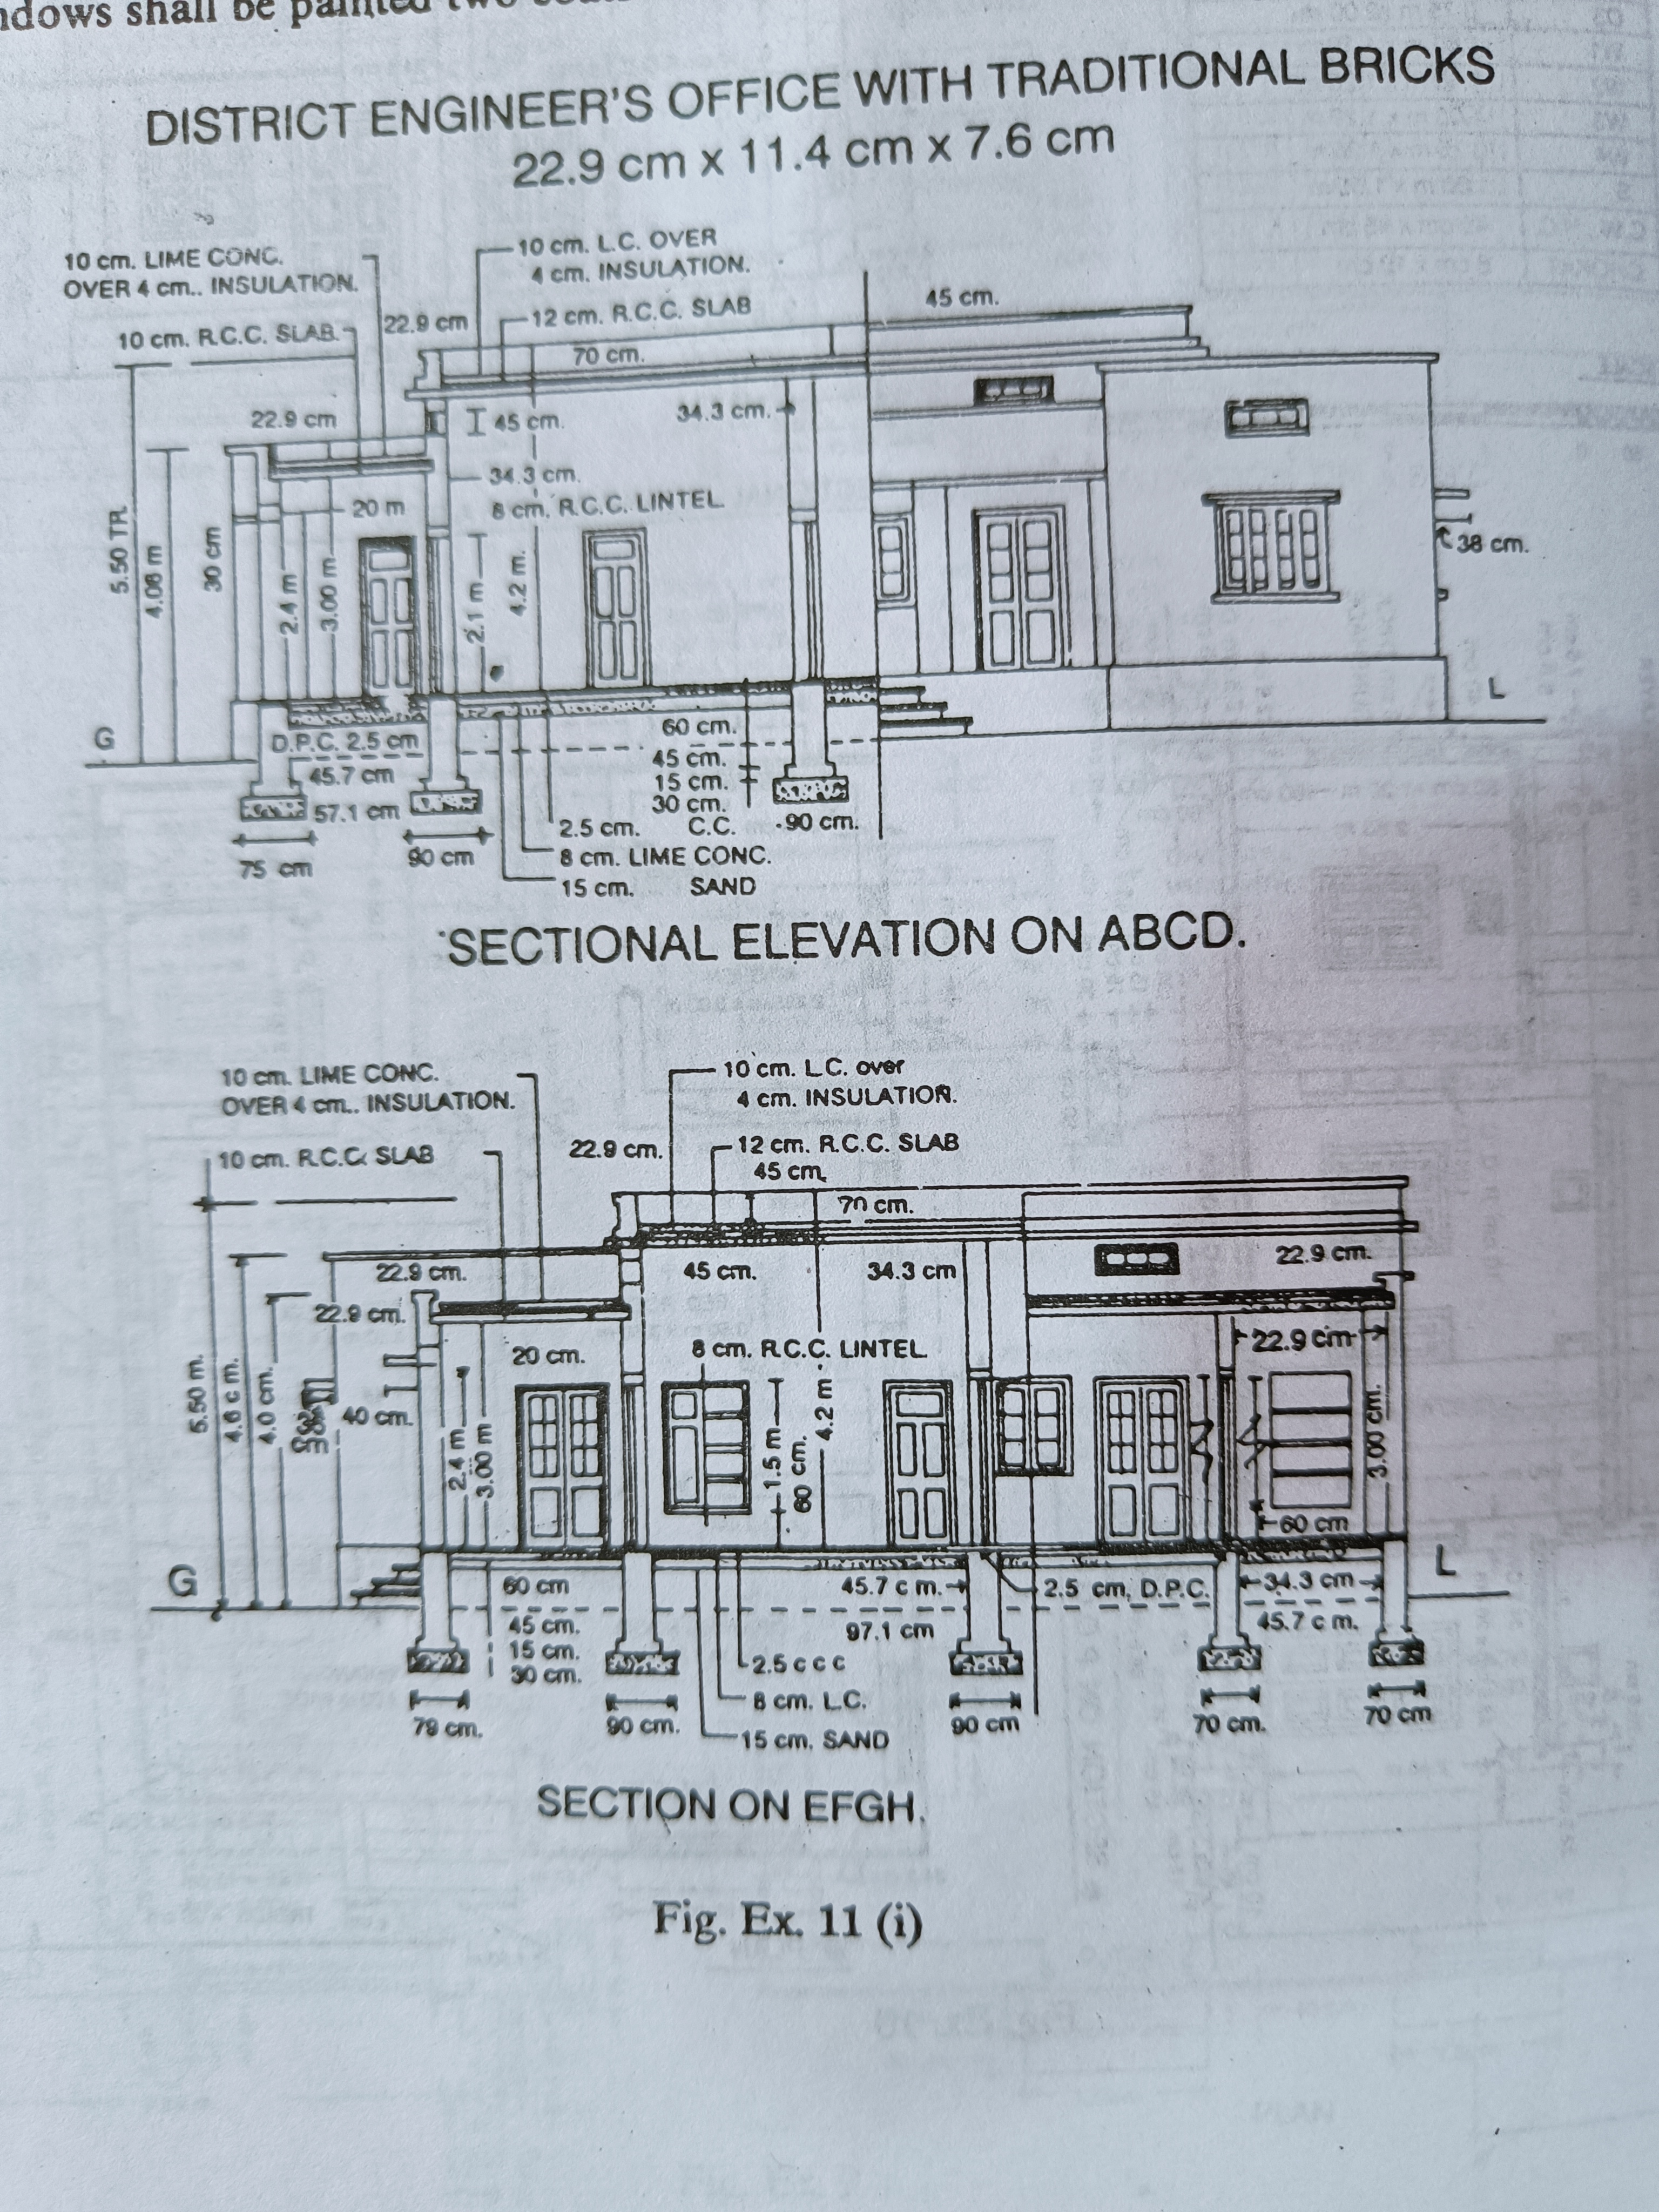 ndows shall be painted two
DISTRICT ENGINEER'S OFFICE WITH TRADITIONAL BRICKS
22.9 cm x 11.4 cm x 7.6 cm
10 cm. LIME CONC.
OVER 4 cm.. INSULATION.
10 cm. R.C.C. SLAB.
22.9 cm
10 cm. L.C. OVER
4 cm. INSULATION.
12 cm. R.C.C. SLAB
70 cm.
45 cm.
22.9 cm
45 cm.
34.3 cm.
34.3 cm.
8 cm. R.C.C. LINTEL
20 m
5.50 TR.
4.08 m
30 cm
2.4 m
3.00 m
2.1 m
4.2 m.
38 cm.
G
L
D.P.C. 2.5 cm
45.7 cm
57.1 cm
75 cm
90 cm
60 cm.
45 cm.
15 cm.
30 cm.
90 cm.
2.5 cm. C.C.
8 cm. LIME CONC.
15 cm. SAND
SECTIONAL ELEVATION ON ABCD.
10 cm. LIME CONC.
OVER 4 cm.. INSULATION.
10 cm. R.C.C. SLAB
22.9 cm.
10 cm. L.C. over
4 cm. INSULATION.
12 cm. R.C.C. SLAB
45 cm.
70 cm.
22.9 cm.
22.9 cm.
45 cm.
34.3 cm
22.9 cm.
20 cm.
8 cm. R.C.C. LINTEL
22.9 cm
5.50 m.
4.6 c m.
4.0 cm.
40 cm.
2.4 m.
3.00 m
1.5 m
60 cm.
4.2 m
3.00 cm.
60 cm
G
L
60 cm
45 cm.
15 cm.
30 cm.
45.7 c m.
97.1 cm
2.5 cm, D.P.C.
34.3 cm
45.7 c m.
2.5 c c c
8 cm. L.C.
15 cm. SAND
79 cm.
90 cm.
90 cm
70 cm.
70 cm
SECTION ON EFGH.
Fig. Ex. 11 (i)